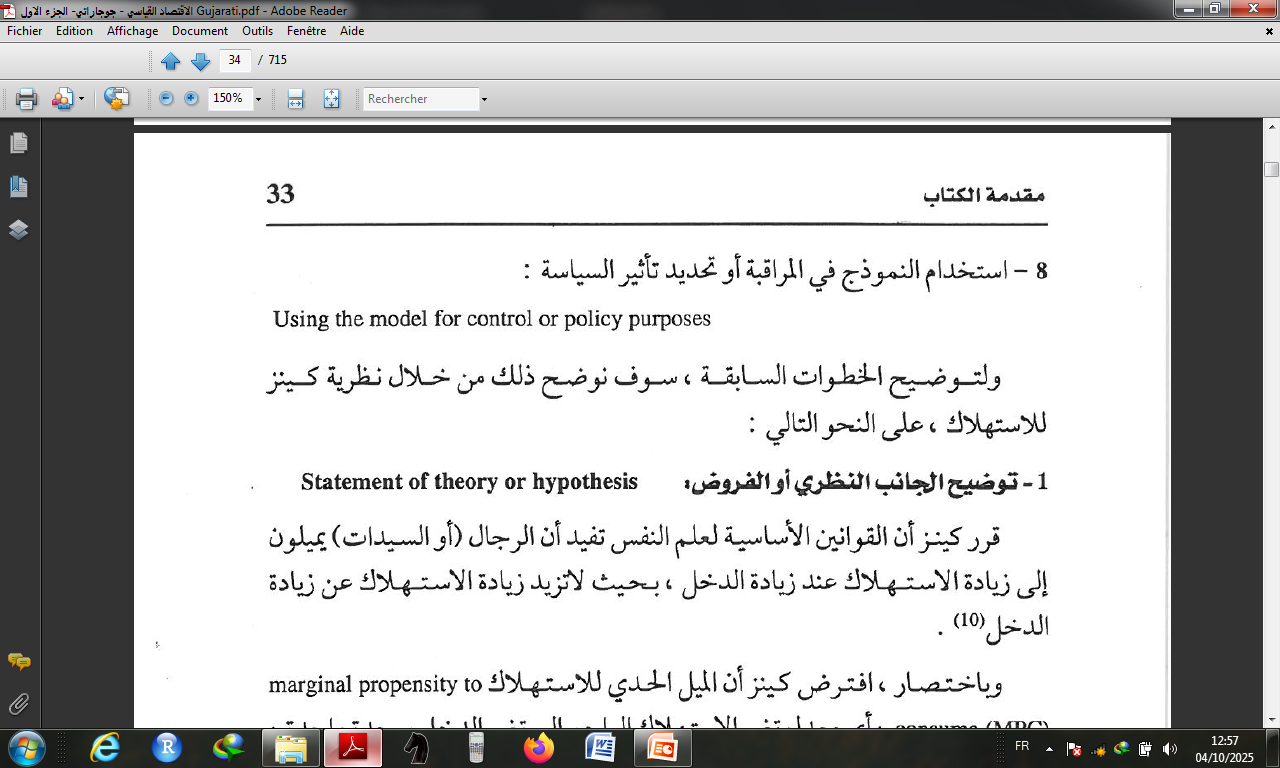 الاقتصاد القياسي - جوجاراتي- الجزء الاول Gujarati.pdf - Adobe Reader
Fichier Edition Affichage Document Outils Fenêtre Aide
34 / 715
150% Rechercher
33 مقدمة الكتاب
8 – استخدام النموذج في المراقبة أو تحديد تأثير السياسة :
Using the model for control or policy purposes
ولتوضيح الخطوات السابقة ، سوف نوضح ذلك من خلال نظرية كينز
للاستهلاك ، على النحو التالي :
1- توضيح الجانب النظري أو الفروض: Statement of theory or hypothesis
قرر كينز أن القوانين الأساسية لعلم النفس تفيد أن الرجال (أو السيدات) يميلون
إلى زيادة الاستهلاك عند زيادة الدخل ، بحيث لاتزيد زيادة الاستهلاك عن زيادة
الدخل(10) .
وباختصار ، افترض كينز أن الميل الحدي للاستهلاك marginal propensity to
consume (MPC)
FR 12:57
04/10/2025